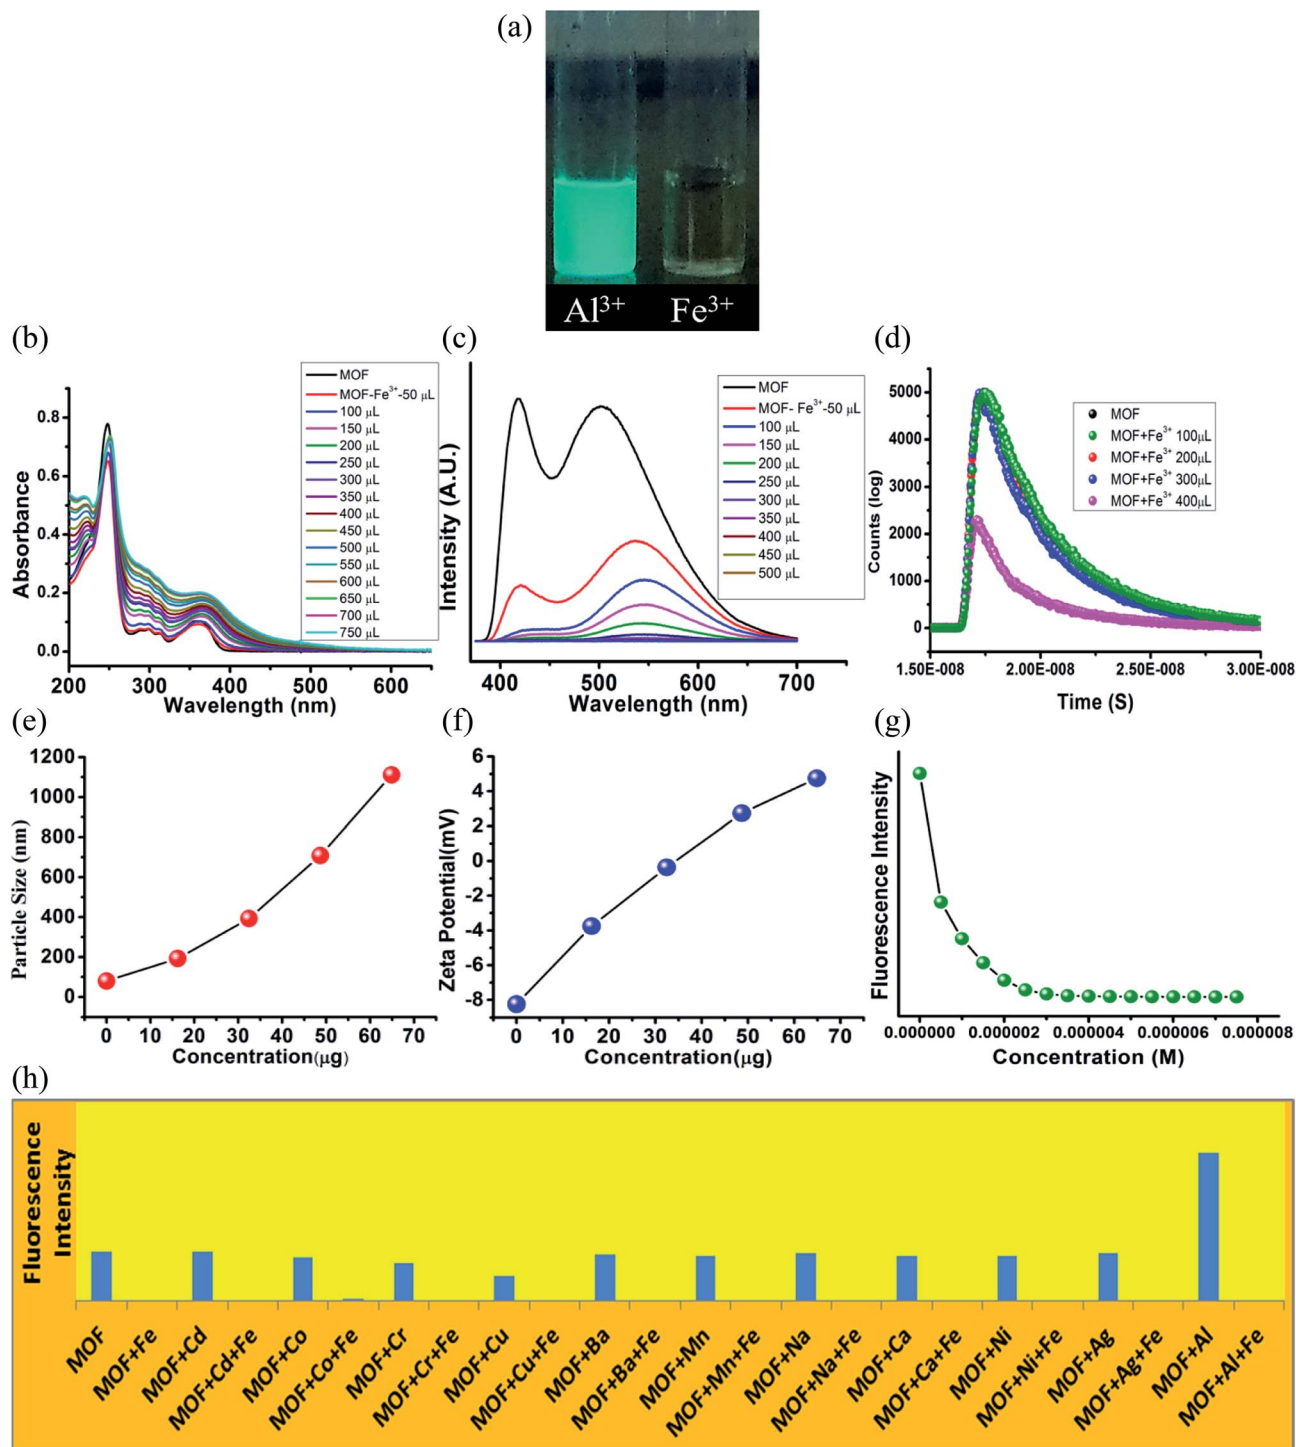 (a)
Al³⁺ Fe³⁺
(b)
0.8
0.6
0.4
0.2
0.0
Absorbance
200 300 400 500 600
Wavelength (nm)
MOF
MOF-Fe³⁺-50 µL
100 µL
150 µL
200 µL
250 µL
300 µL
350 µL
400 µL
450 µL
500 µL
550 µL
600 µL
650 µL
700 µL
750 µL
(c)
Intensity (A.U.)
400 500 600 700
Wavelength (nm)
MOF
MOF- Fe³⁺-50 µL
100 µL
150 µL
200 µL
250 µL
300 µL
350 µL
400 µL
450 µL
500 µL
(d)
5000
4000
3000
2000
1000
0
Counts (log)
1.50E-008 2.00E-008 2.50E-008 3.00E-008
Time (S)
MOF
MOF+Fe³⁺ 100µL
MOF+Fe³⁺ 200µL
MOF+Fe³⁺ 300µL
MOF+Fe³⁺ 400µL
(e)
1200
1000
800
600
400
200
0
Particle Size (nm)
0 10 20 30 40 50 60 70
Concentration(µg)
(f)
6
4
2
0
-2
-4
-6
-8
Zeta Potential(mV)
0 10 20 30 40 50 60 70
Concentration(µg)
(g)
Fluorescence Intensity
0.000000 0.000002 0.000004 0.000006 0.000008
Concentration (M)
(h)
Fluorescence
Intensity
MOF
MOF+Fe
MOF+Cd
MOF+Cd+Fe
MOF+Co
MOF+Co+Fe
MOF+Cr
MOF+Cr+Fe
MOF+Cu
MOF+Cu+Fe
MOF+Ba
MOF+Ba+Fe
MOF+Mn
MOF+Mn+Fe
MOF+Na
MOF+Na+Fe
MOF+Ca
MOF+Ca+Fe
MOF+Ni
MOF+Ni+Fe
MOF+Ag
MOF+Ag+Fe
MOF+Al
MOF+Al+Fe